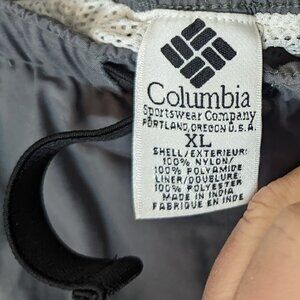 Columbia
Sportswear Company
PORTLAND, OREGON U.S.A.
XL
SHELL/EXTERIEUR:
100% NYLON/
100% POLYAMIDE
LINER/DOUBLURE:
100% POLYESTER
MADE IN INDIA
FABRIQUE EN INDE